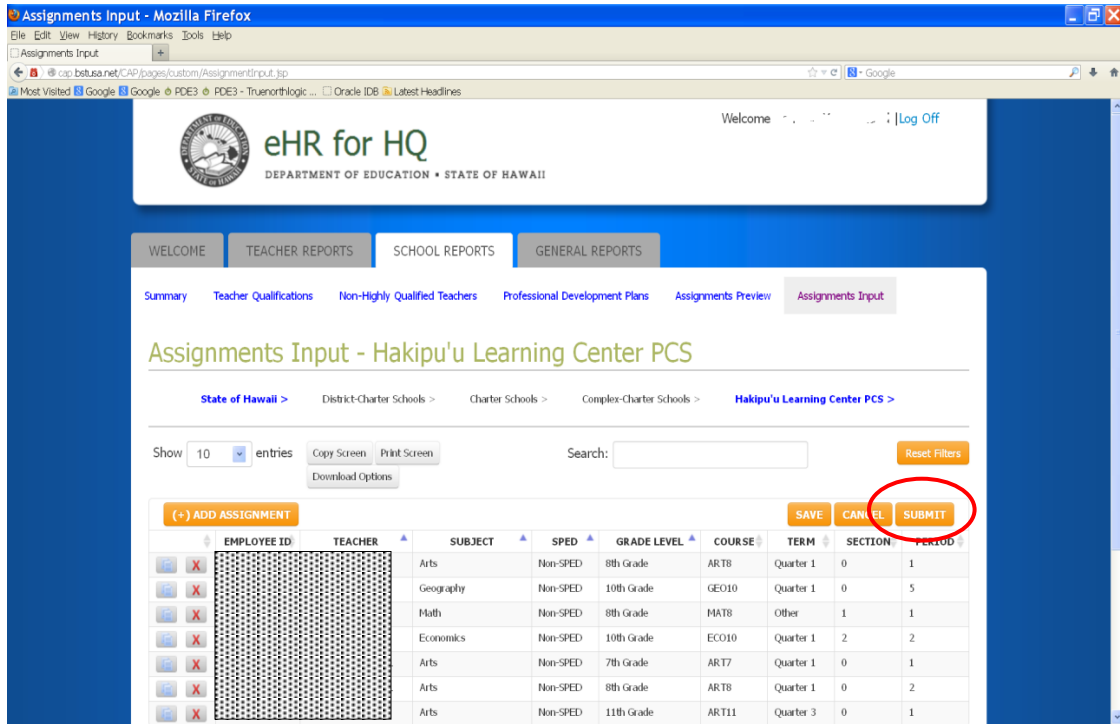 Assignments Input - Mozilla Firefox
File Edit View History Bookmarks Tools Help
Assignments Input +
cap.bstusa.net/CAP/pages/custom/AssignmentInput.jsp Google
Most Visited Google Google PDE3 PDE3 - Truenorthlogic ... Oracle IDB Latest Headlines
Welcome |Log Off
DEPARTMENT OF EDUCATION
STATE OF HAWAII
eHR for HQ
DEPARTMENT OF EDUCATION • STATE OF HAWAII
WELCOME TEACHER REPORTS SCHOOL REPORTS GENERAL REPORTS
Summary Teacher Qualifications Non-Highly Qualified Teachers Professional Development Plans Assignments Preview Assignments Input
Assignments Input - Hakipu'u Learning Center PCS
State of Hawaii > District-Charter Schools > Charter Schools > Complex-Charter Schools > Hakipu'u Learning Center PCS >
Show 10 entries Copy Screen Print Screen Search: Reset Filters
Download Options
(+) ADD ASSIGNMENT SAVE CANCEL SUBMIT
EMPLOYEE ID TEACHER SUBJECT SPED GRADE LEVEL COURSE TERM SECTION PERIOD
X Arts Non-SPED 8th Grade ART8 Quarter 1 0 1
X Geography Non-SPED 10th Grade GEO10 Quarter 1 0 5
X Math Non-SPED 8th Grade MAT8 Other 1 1
X Economics Non-SPED 10th Grade ECO10 Quarter 1 2 2
X Arts Non-SPED 7th Grade ART7 Quarter 1 0 1
X Arts Non-SPED 8th Grade ART8 Quarter 1 0 2
X Arts Non-SPED 11th Grade ART11 Quarter 3 0 1